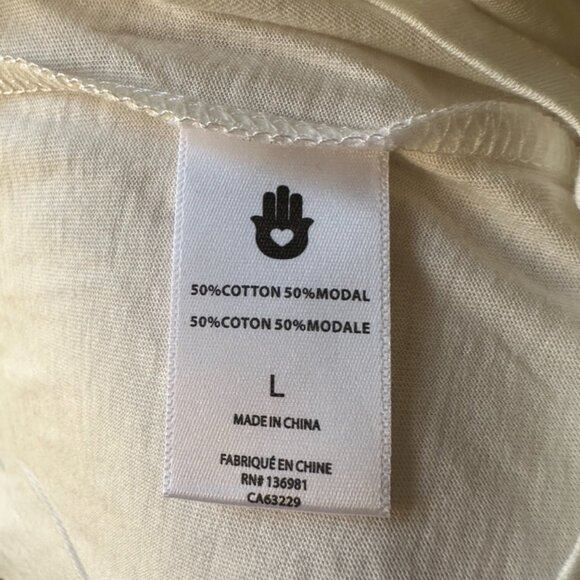 50%COTTON 50%MODAL
50%COTON 50%MODALE
L
MADE IN CHINA
FABRIQUÉ EN CHINE
RN# 136981
CA63229